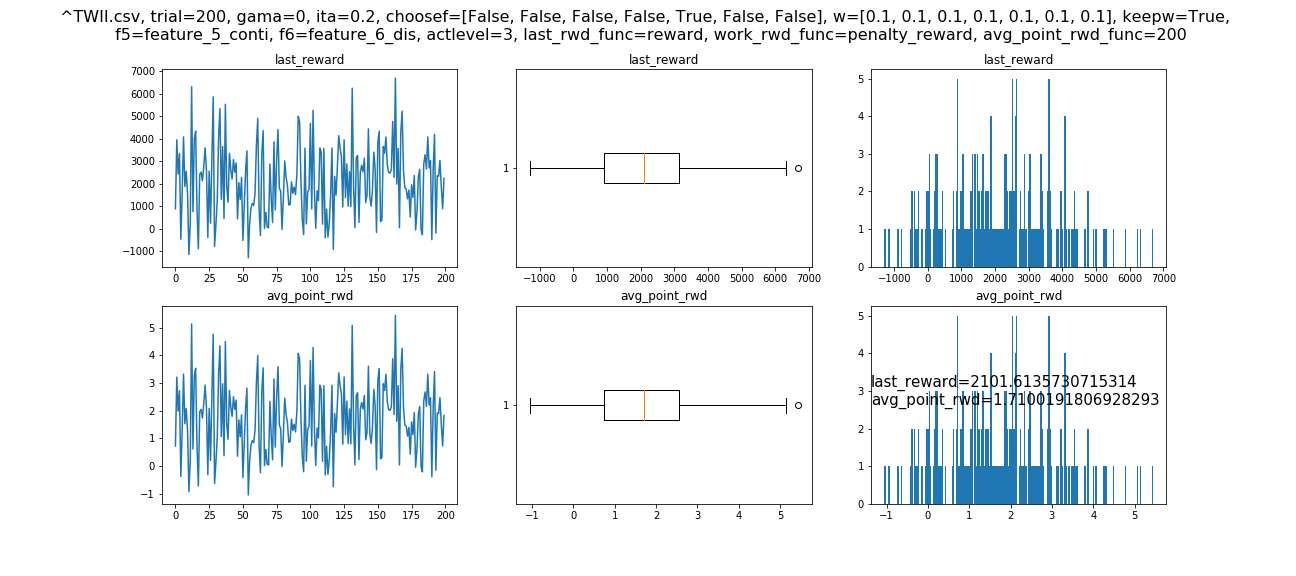 ^TWII.csv, trial=200, gama=0, ita=0.2, choosef=[False, False, False, False, True, False, False], w=[0.1, 0.1, 0.1, 0.1, 0.1, 0.1, 0.1], keepw=True,
f5=feature_5_conti, f6=feature_6_dis, actlevel=3, last_rwd_func=reward, work_rwd_func=penalty_reward, avg_point_rwd_func=200
last_reward
7000
6000
5000
4000
3000
2000
1000
0
−1000
0 25 50 75 100 125 150 175 200
last_reward
1
−1000 0 1000 2000 3000 4000 5000 6000 7000
last_reward
5
4
3
2
1
0
−1000 0 1000 2000 3000 4000 5000 6000 7000
avg_point_rwd
5
4
3
2
1
0
−1
0 25 50 75 100 125 150 175 200
avg_point_rwd
1
−1 0 1 2 3 4 5
avg_point_rwd
5
4
3
2
1
0
−1 0 1 2 3 4 5
last_reward=2101.6135730715314
avg_point_rwd=1.7100191806928293